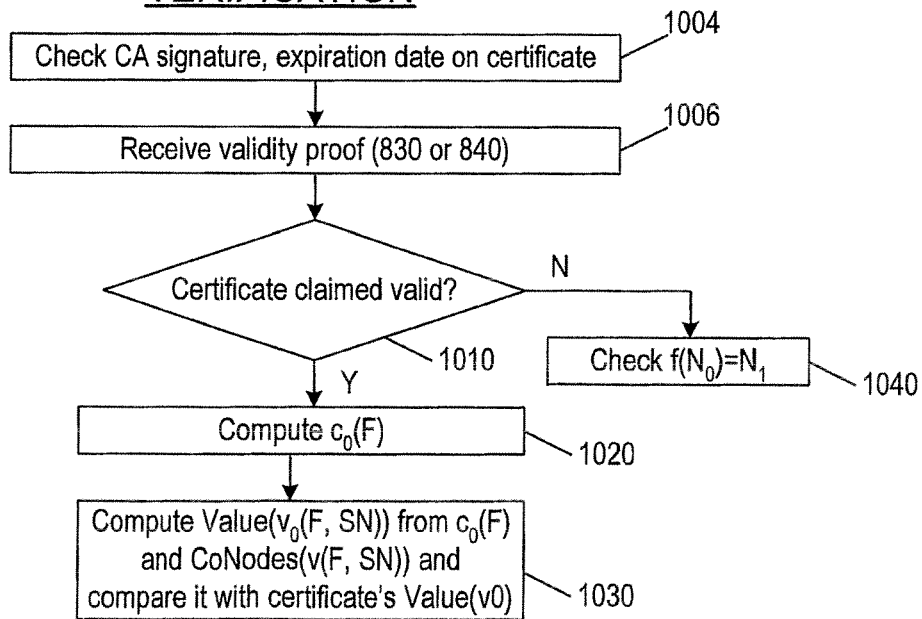 VERIFICATION
1004
Check CA signature, expiration date on certificate
1006
Receive validity proof (830 or 840)
Certificate claimed valid?
N
1010
Y
Check f(N₀)=N₁
1040
Compute c₀(F)
1020
Compute Value(v₀(F, SN)) from c₀(F)
and CoNodes(v(F, SN)) and
compare it with certificate's Value(v0)
1030